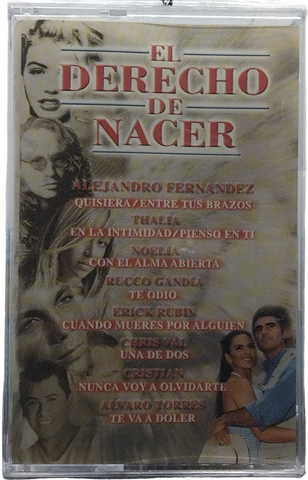 EL
DERECHO
DE
NACER
ALEJANDRO FERNANDEZ
QUISIERA/ENTRE TUS BRAZOS
THALIA
EN LA INTIMIDAD/PIENSO EN TI
NOELIA
CON EL ALMA ABIERTA
RUCCO GANDIA
TE ODIO
ERICK RUBIN
CUANDO MUERES POR ALGUIEN
CHRIS VAL
UNA DE DOS
CRISTIAN
NUNCA VOY A OLVIDARTE
ALVARO TORRES
TE VA A DOLER